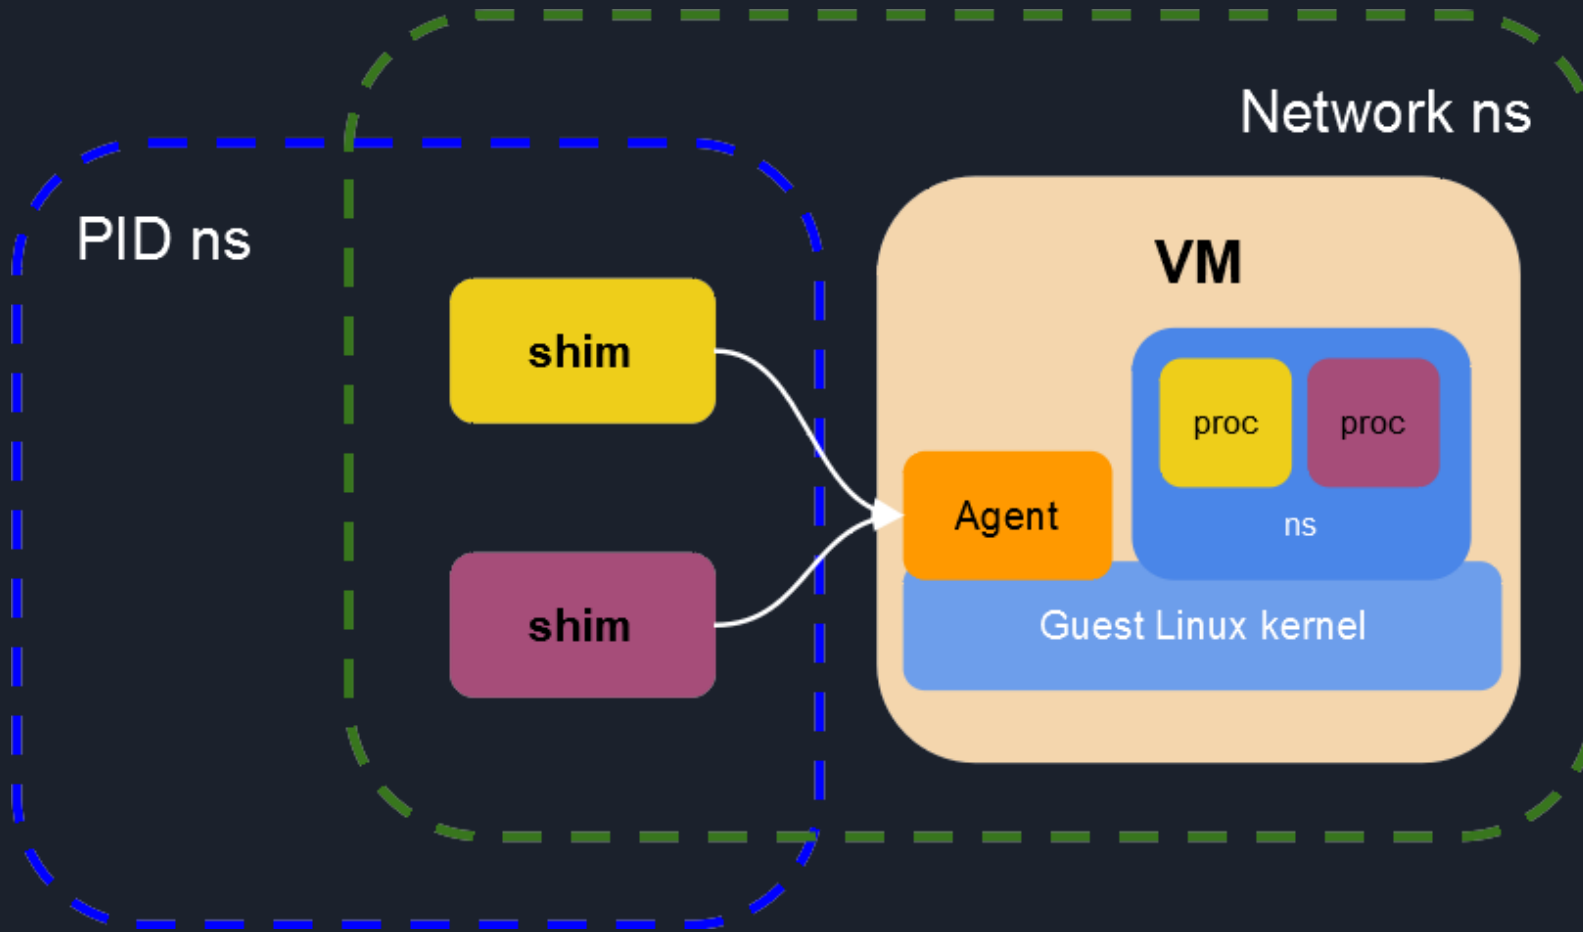 Network ns
PID ns
VM
shim
proc
proc
Agent
ns
shim
Guest Linux kernel